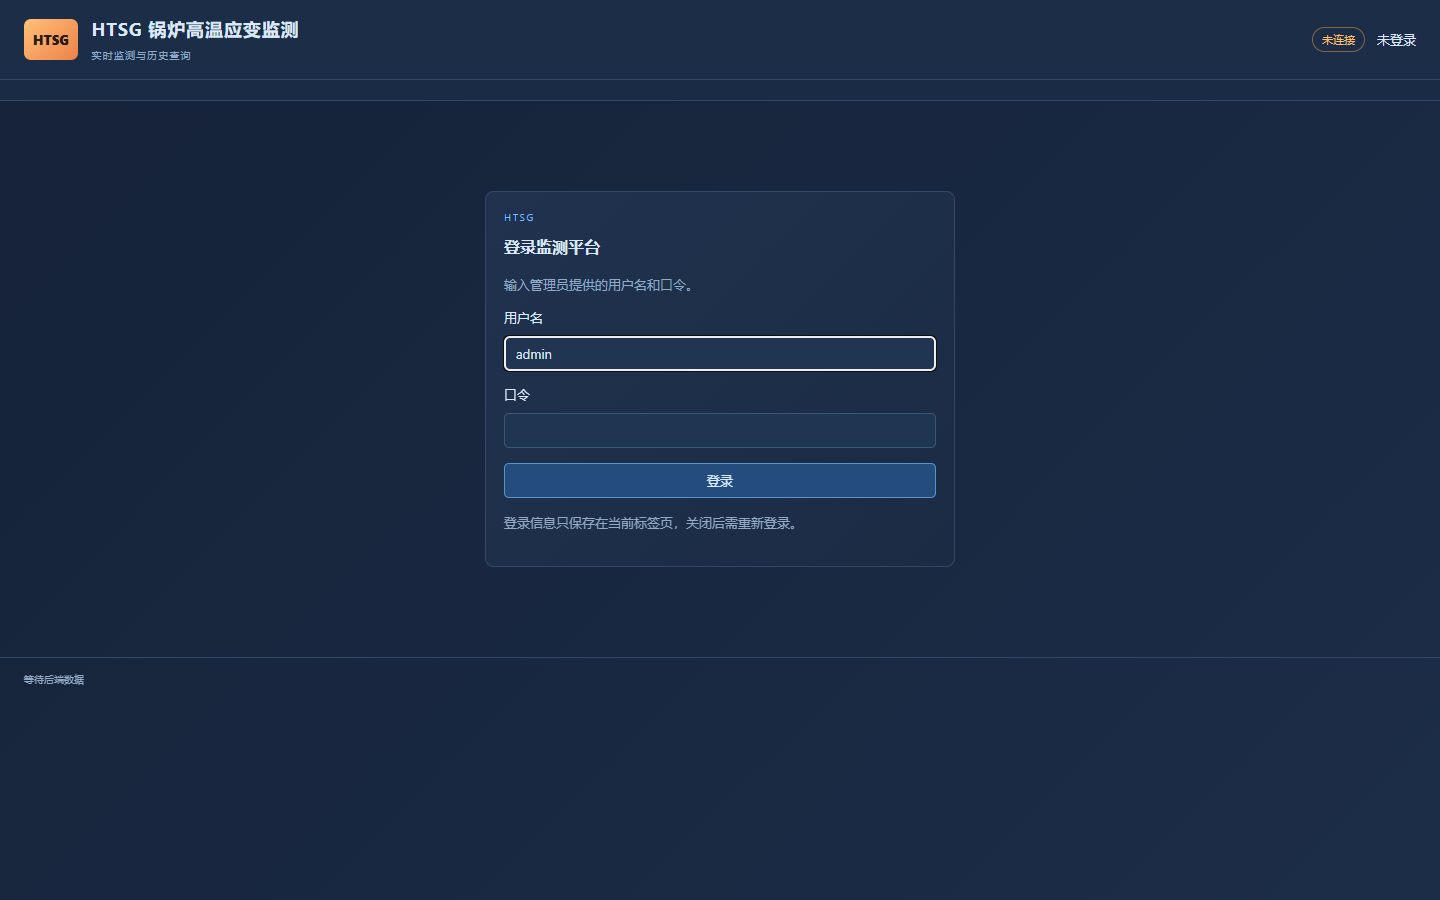 HTSG
HTSG 锅炉高温应变监测
实时监测与历史查询
未连接
未登录
HTSG
登录监测平台
输入管理员提供的用户名和口令。
用户名
admin
口令
登录
登录信息只保存在当前标签页，关闭后需重新登录。
等待后端数据